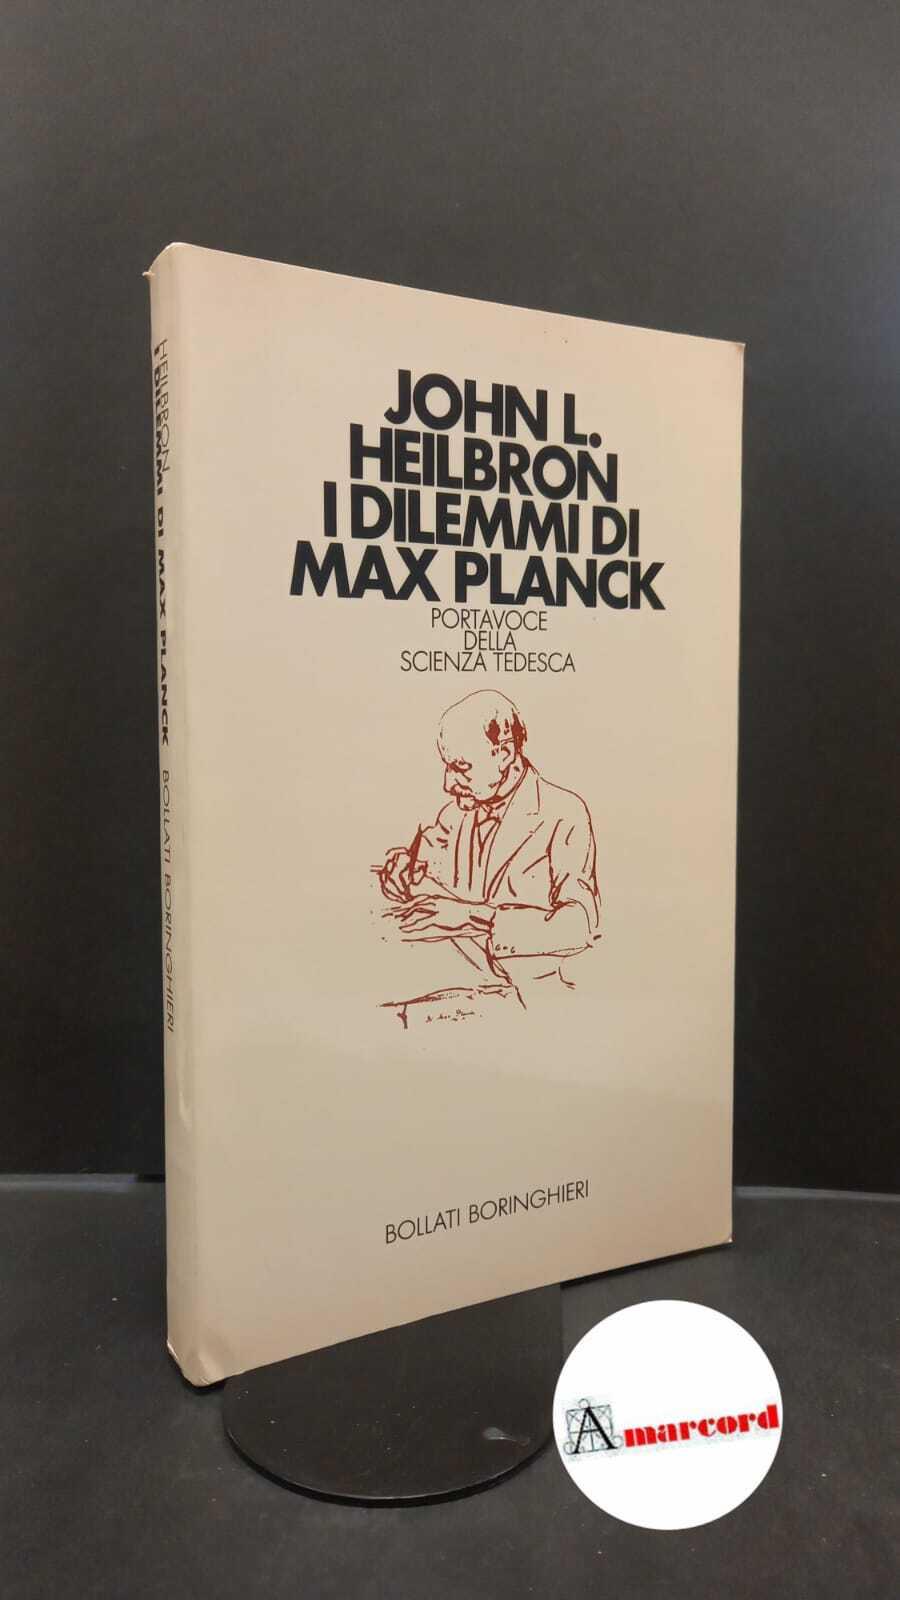 JOHN L.
HEILBRON
I DILEMMI DI
MAX PLANCK
PORTAVOCE
DELLA
SCIENZA TEDESCA
BOLLATI BORINGHIERI
HEILBRON
I DILEMMI DI MAX PLANCK BOLLATI BORINGHIERI
Amarcord